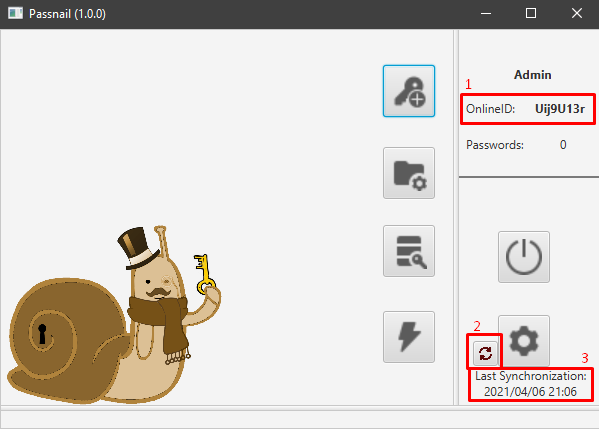 Passnail (1.0.0)
Admin
1
OnlineID: Uij9U13r
Passwords: 0
2
3
Last Synchronization:
2021/04/06 21:06